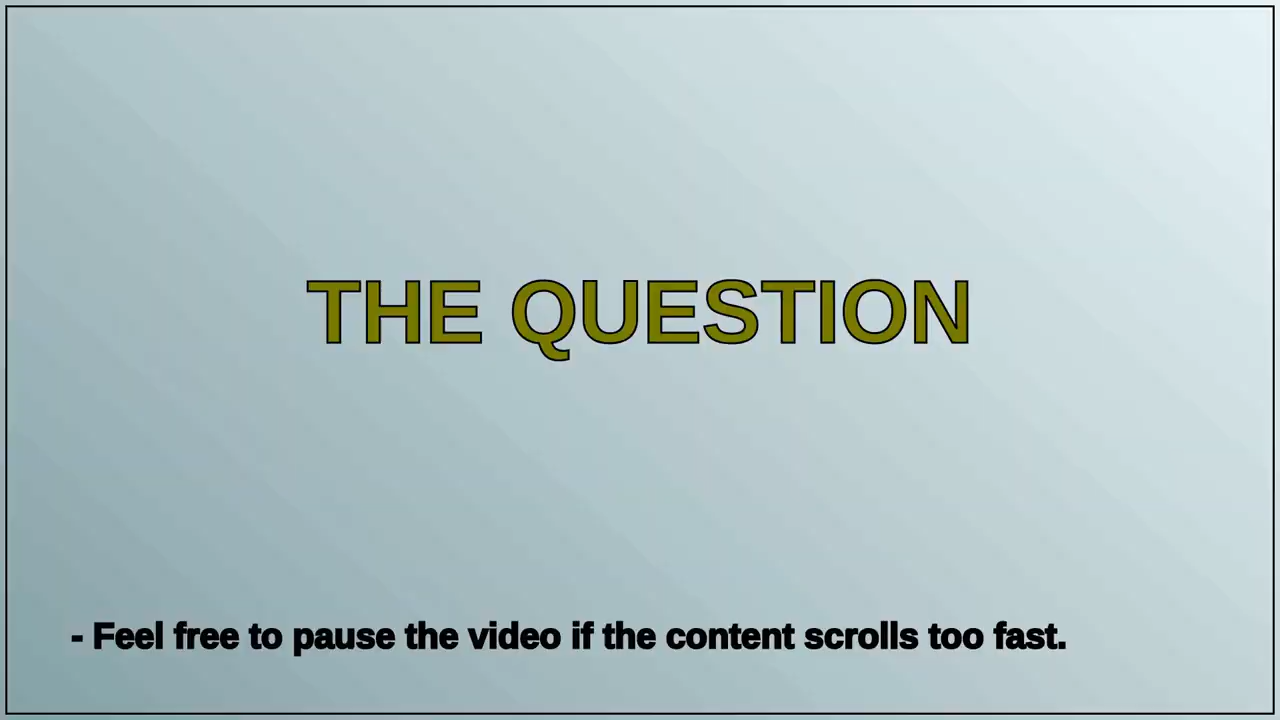 THE QUESTION
- Feel free to pause the video if the content scrolls too fast.